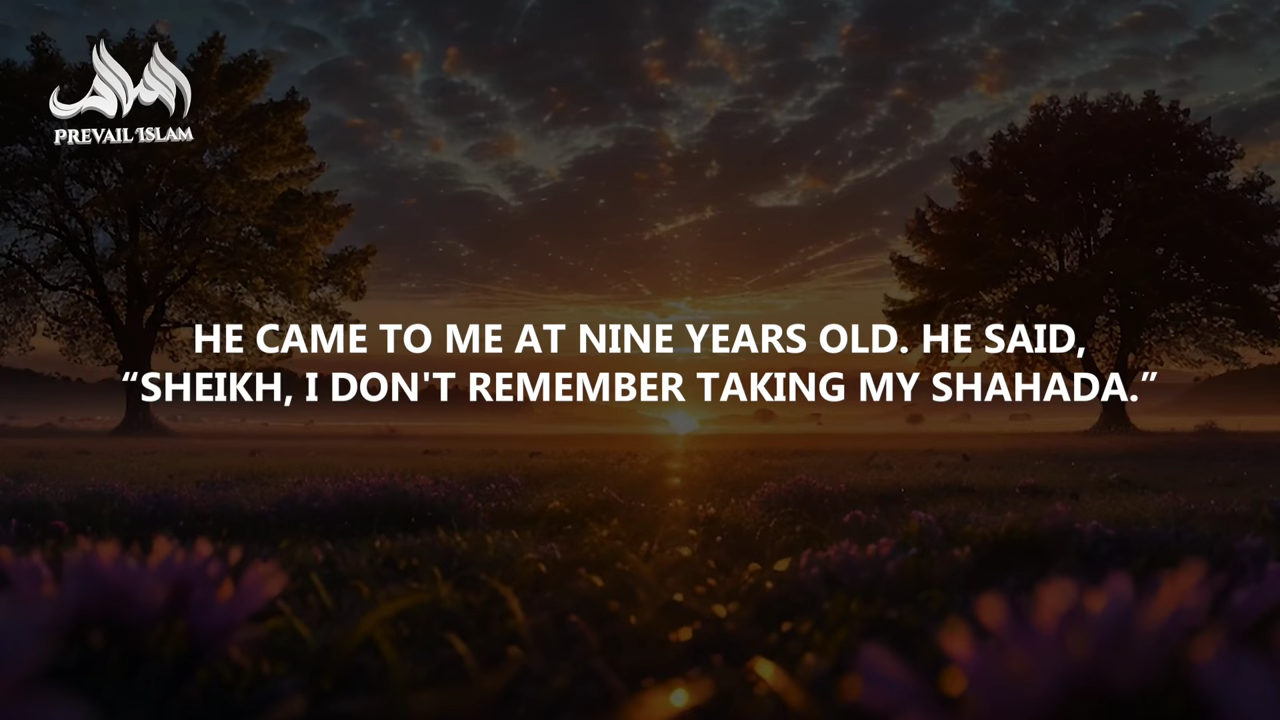 PREVAIL ISLAM
HE CAME TO ME AT NINE YEARS OLD. HE SAID,
“SHEIKH, I DON'T REMEMBER TAKING MY SHAHADA.”